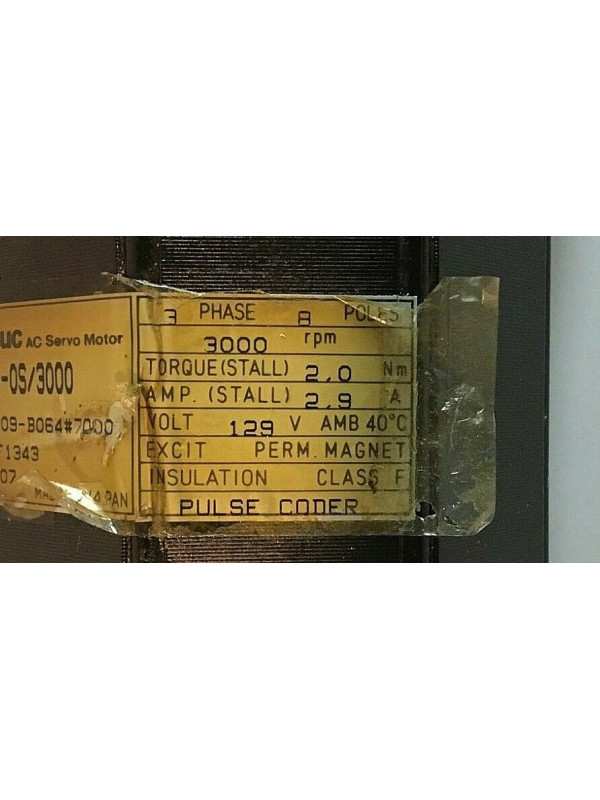 uc AC Servo Motor
-0S/3000
09-B064#7000
T1343
07
JAPAN
3 PHASE 8 POLES
3000 rpm
TORQUE(STALL) 2.0 Nm
AMP. (STALL) 2.9 A
VOLT 129 V AMB 40°C
EXCIT PERM. MAGNET
INSULATION CLASS F
PULSE CODER